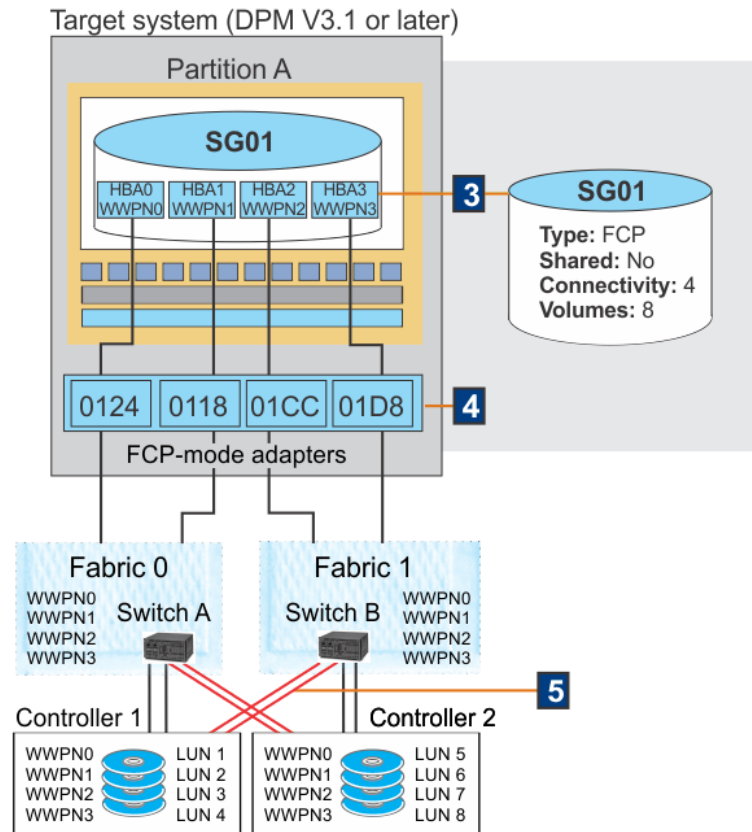 Target system (DPM V3.1 or later)
Partition A
SG01
HBA0 HBA1 HBA2 HBA3
WWPN0 WWPN1 WWPN2 WWPN3
3
SG01
Type: FCP
Shared: No
Connectivity: 4
Volumes: 8
0124 0118 01CC 01D8
4
FCP-mode adapters
Fabric 0
WWPN0
WWPN1
WWPN2
WWPN3
Switch A
Fabric 1
Switch B
WWPN0
WWPN1
WWPN2
WWPN3
5
Controller 1
WWPN0 LUN 1
WWPN1 LUN 2
WWPN2 LUN 3
WWPN3 LUN 4
Controller 2
WWPN0 LUN 5
WWPN1 LUN 6
WWPN2 LUN 7
WWPN3 LUN 8